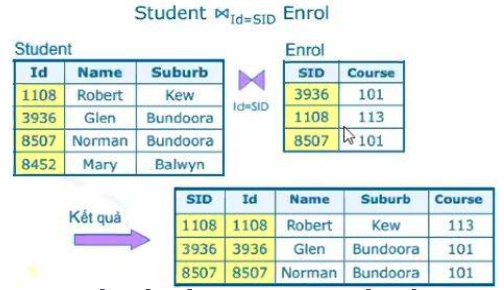 Student ⋈Id=SID Enrol
Student
Id Name Suburb
1108 Robert Kew
3936 Glen Bundoora
8507 Norman Bundoora
8452 Mary Balwyn
Id=SID
Enrol
SID Course
3936 101
1108 113
8507 101
Kết quả
SID Id Name Suburb Course
1108 1108 Robert Kew 113
3936 3936 Glen Bundoora 101
8507 8507 Norman Bundoora 101